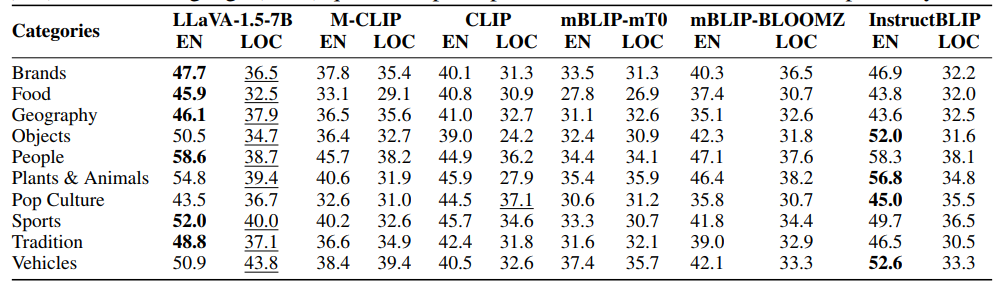 Categories LLaVA-1.5-7B M-CLIP CLIP mBLIP-mT0 mBLIP-BLOOMZ InstructBLIP
EN LOC EN LOC EN LOC EN LOC EN LOC EN LOC
Brands 47.7 36.5 37.8 35.4 40.1 31.3 33.5 31.3 40.3 36.5 46.9 32.2
Food 45.9 32.5 33.1 29.1 40.8 30.9 27.8 26.9 37.4 30.7 43.8 32.0
Geography 46.1 37.9 36.5 35.6 41.0 32.7 31.1 32.6 35.1 32.6 43.6 32.5
Objects 50.5 34.7 36.4 32.7 39.0 24.2 32.4 30.9 42.3 31.8 52.0 31.6
People 58.6 38.7 45.7 38.2 44.9 36.2 34.4 34.1 47.1 37.6 58.3 38.1
Plants & Animals 54.8 39.4 40.6 31.9 45.9 27.9 35.4 35.9 46.4 38.2 56.8 34.8
Pop Culture 43.5 36.7 32.6 31.0 44.5 37.1 30.6 31.2 35.8 30.7 45.0 35.5
Sports 52.0 40.0 40.2 32.6 45.7 34.6 33.3 30.7 41.8 34.4 49.7 36.5
Tradition 48.8 37.1 36.6 34.9 42.4 31.8 31.6 32.1 39.0 32.9 46.5 30.5
Vehicles 50.9 43.8 38.4 39.4 40.5 32.6 37.4 35.7 42.1 33.3 52.6 33.3